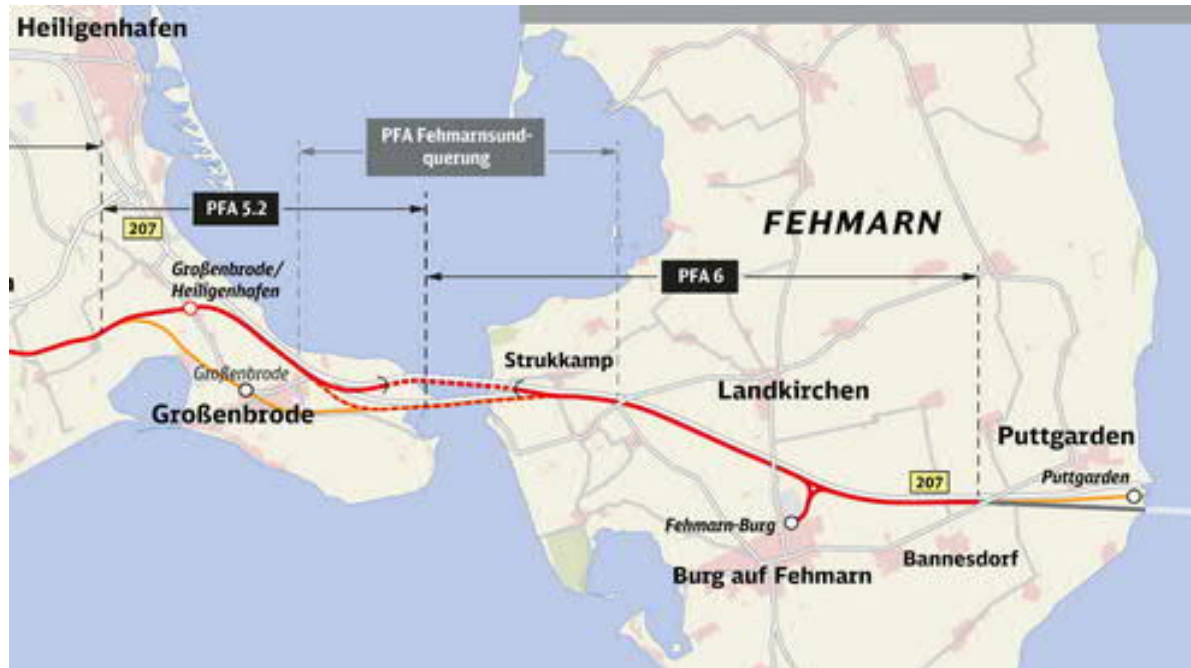 Heiligenhafen
PFA Fehmarnsund-
querung
PFA 5.2
207
FEHMARN
Großenbrode/
Heiligenhafen
PFA 6
Strukkamp
Großenbrode
Großenbrode
Landkirchen
Puttgarden
207
Puttgarden
Fehmarn-Burg
Bannesdorf
Burg auf Fehmarn